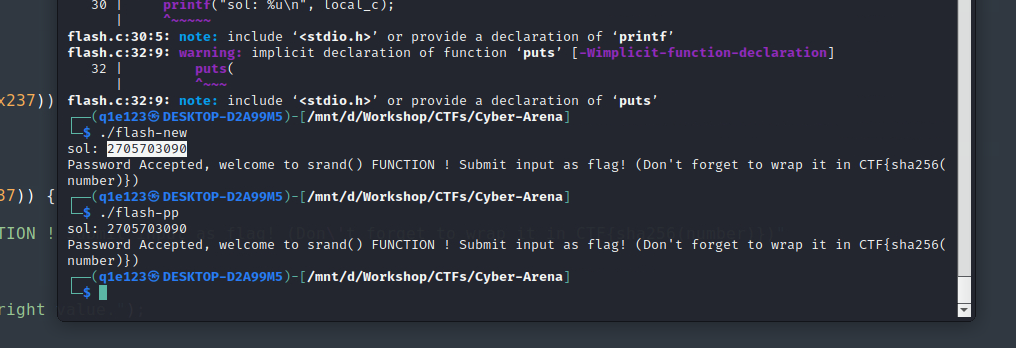 30 | printf("sol: %u\n", local_c);
| ^~~~~~
flash.c:30:5: note: include ‘<stdio.h>’ or provide a declaration of ‘printf’
flash.c:32:9: warning: implicit declaration of function ‘puts’ [-Wimplicit-function-declaration]
32 | puts(
| ^~~~
flash.c:32:9: note: include ‘<stdio.h>’ or provide a declaration of ‘puts’
x237))
┌──(q1e123㉿DESKTOP-D2A99M5)-[/mnt/d/Workshop/CTFs/Cyber-Arena]
└─$ ./flash-new
sol: 2705703090
Password Accepted, welcome to srand() FUNCTION ! Submit input as flag! (Don't forget to wrap it in CTF{sha256(
number)})
┌──(q1e123㉿DESKTOP-D2A99M5)-[/mnt/d/Workshop/CTFs/Cyber-Arena]
37)) {
└─$ ./flash-pp
sol: 2705703090
TION !
Password Accepted, welcome to srand() FUNCTION ! Submit input as flag! (Don't forget to wrap it in CTF{sha256(
number)})
┌──(q1e123㉿DESKTOP-D2A99M5)-[/mnt/d/Workshop/CTFs/Cyber-Arena]
└─$
right value.");